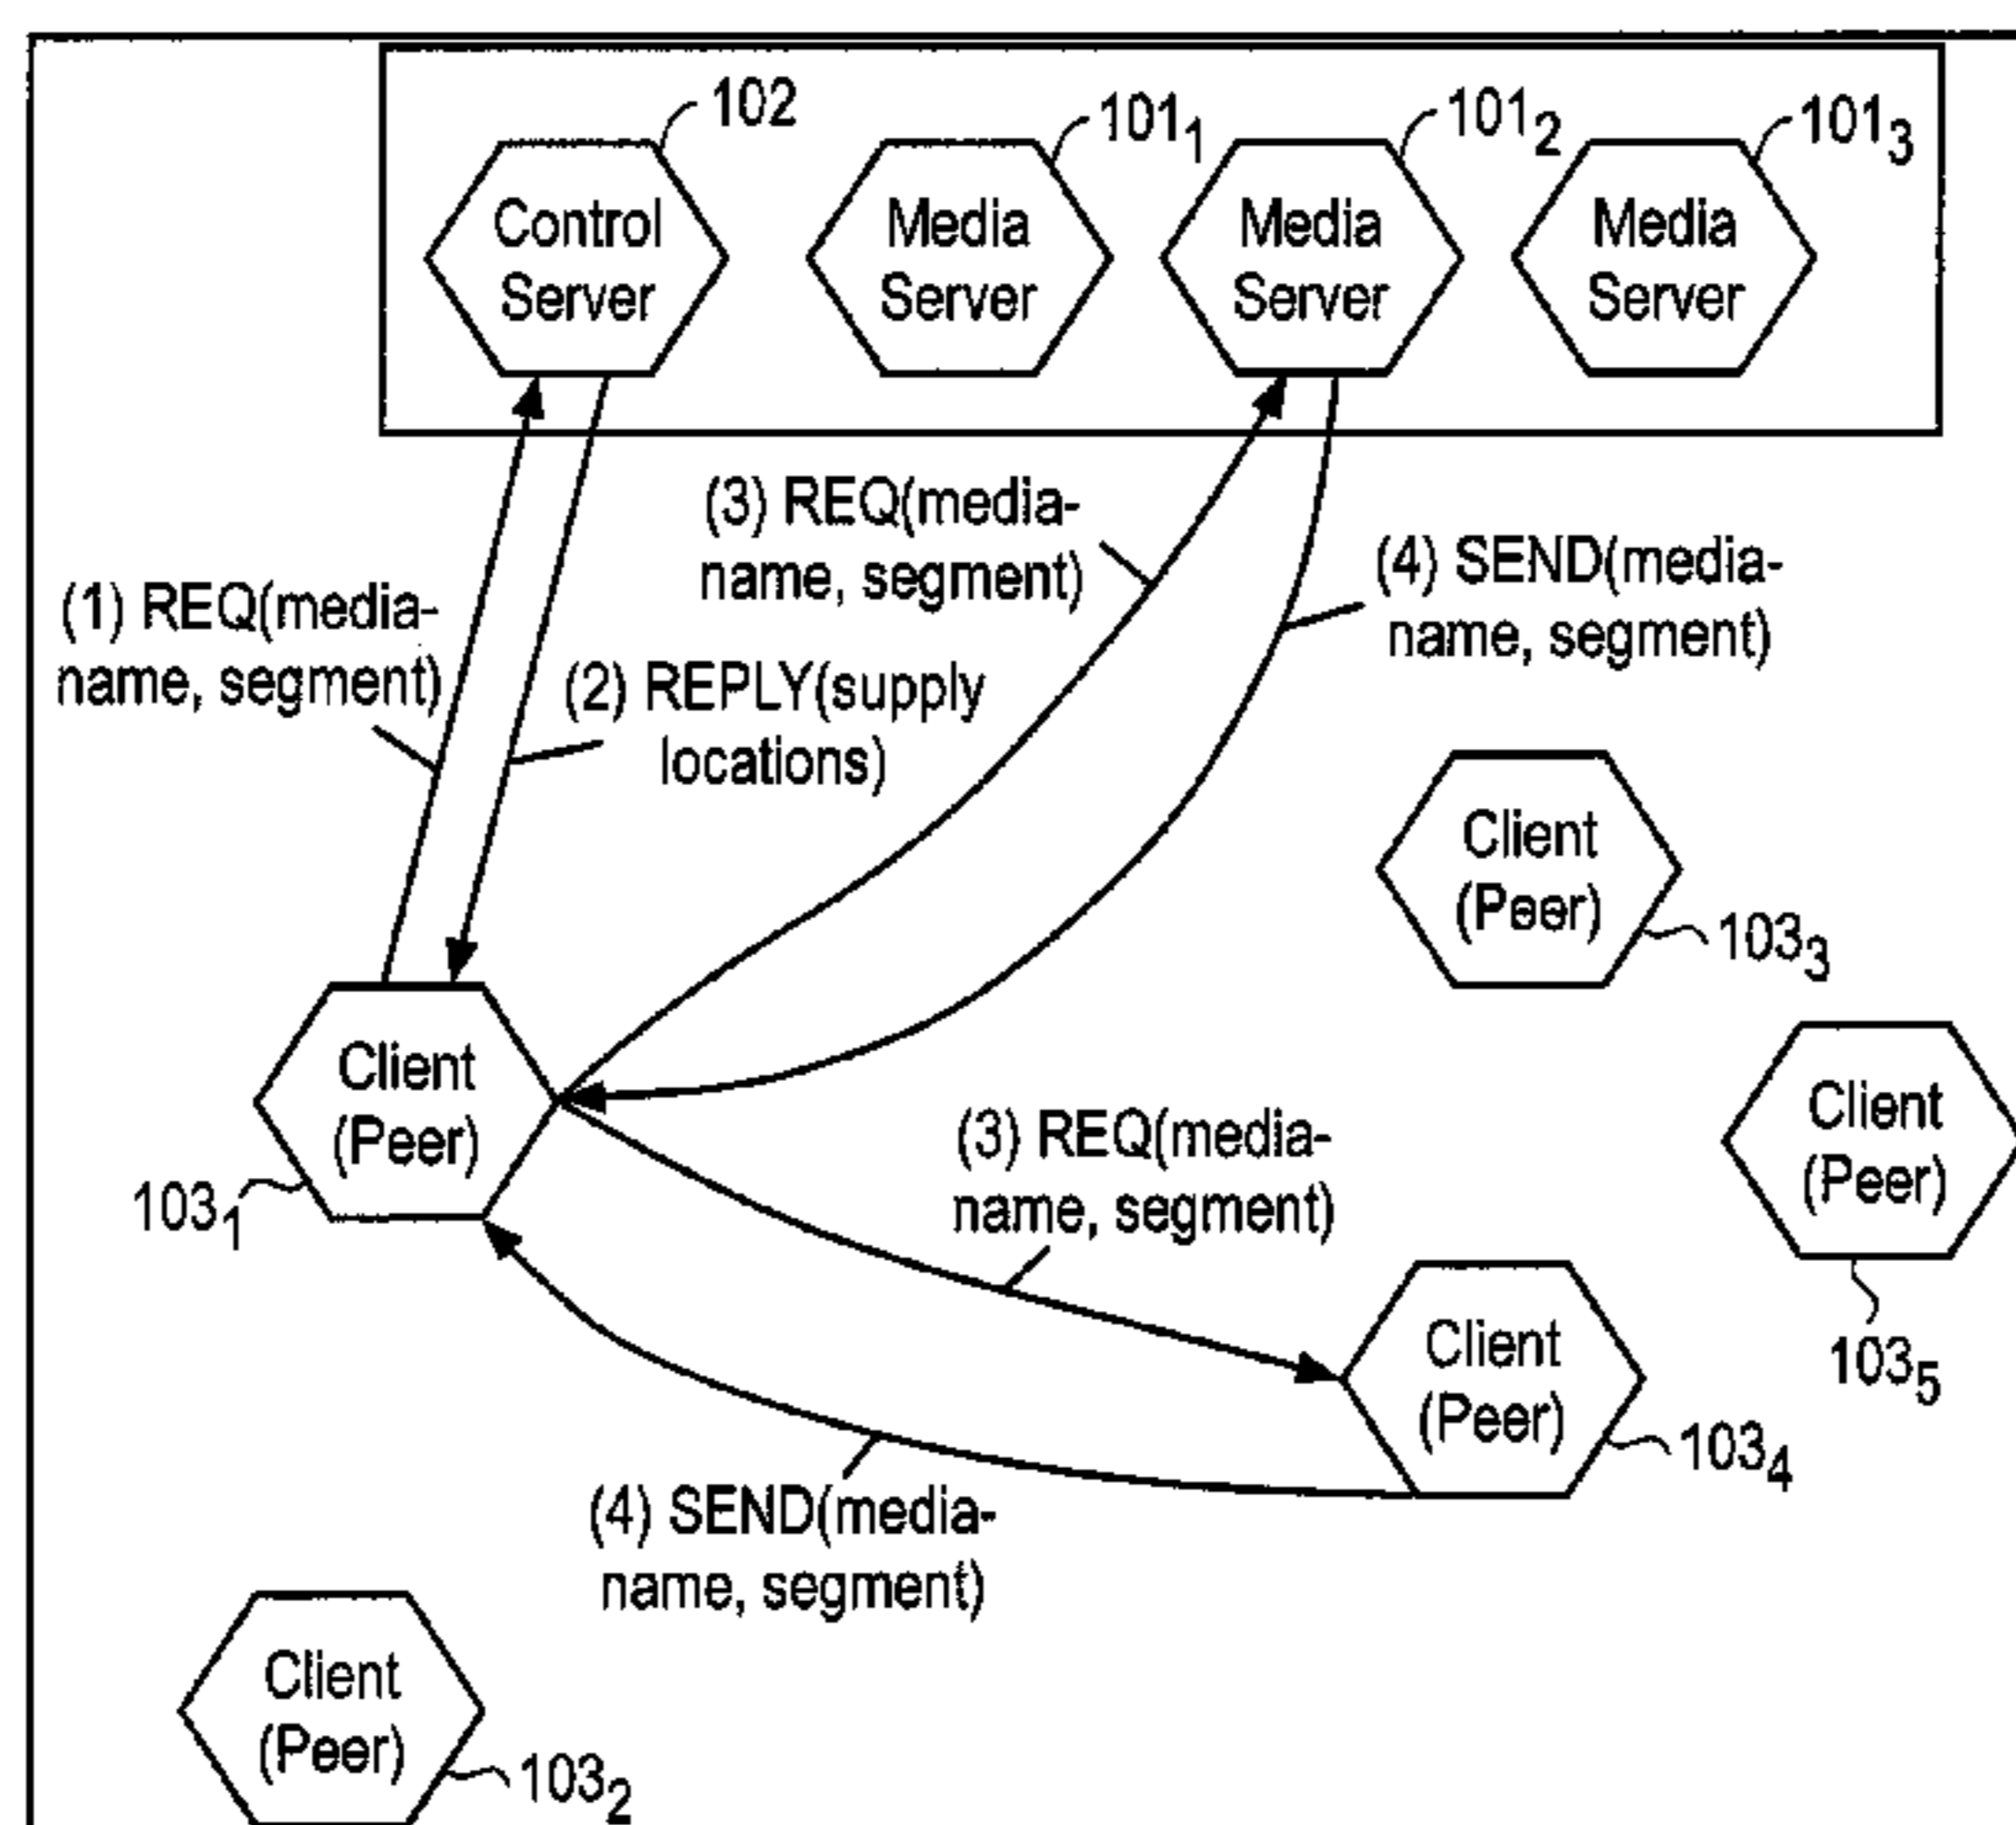 102
101₁
101₂
101₃
Control
Server
Media
Server
Media
Server
Media
Server
(1) REQ(media-
name, segment)
(2) REPLY(supply
locations)
(3) REQ(media-
name, segment)
(4) SEND(media-
name, segment)
Client
(Peer)
103₃
Client
(Peer)
103₁
Client
(Peer)
103₅
(3) REQ(media-
name, segment)
Client
(Peer)
103₄
(4) SEND(media-
name, segment)
Client
(Peer)
103₂